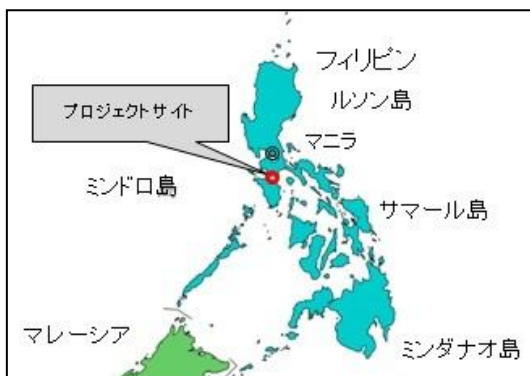 フィリピン
ルソン島
プロジェクトサイト
マニラ
ミンドロ島
サマール島
マレーシア
ミンダナオ島